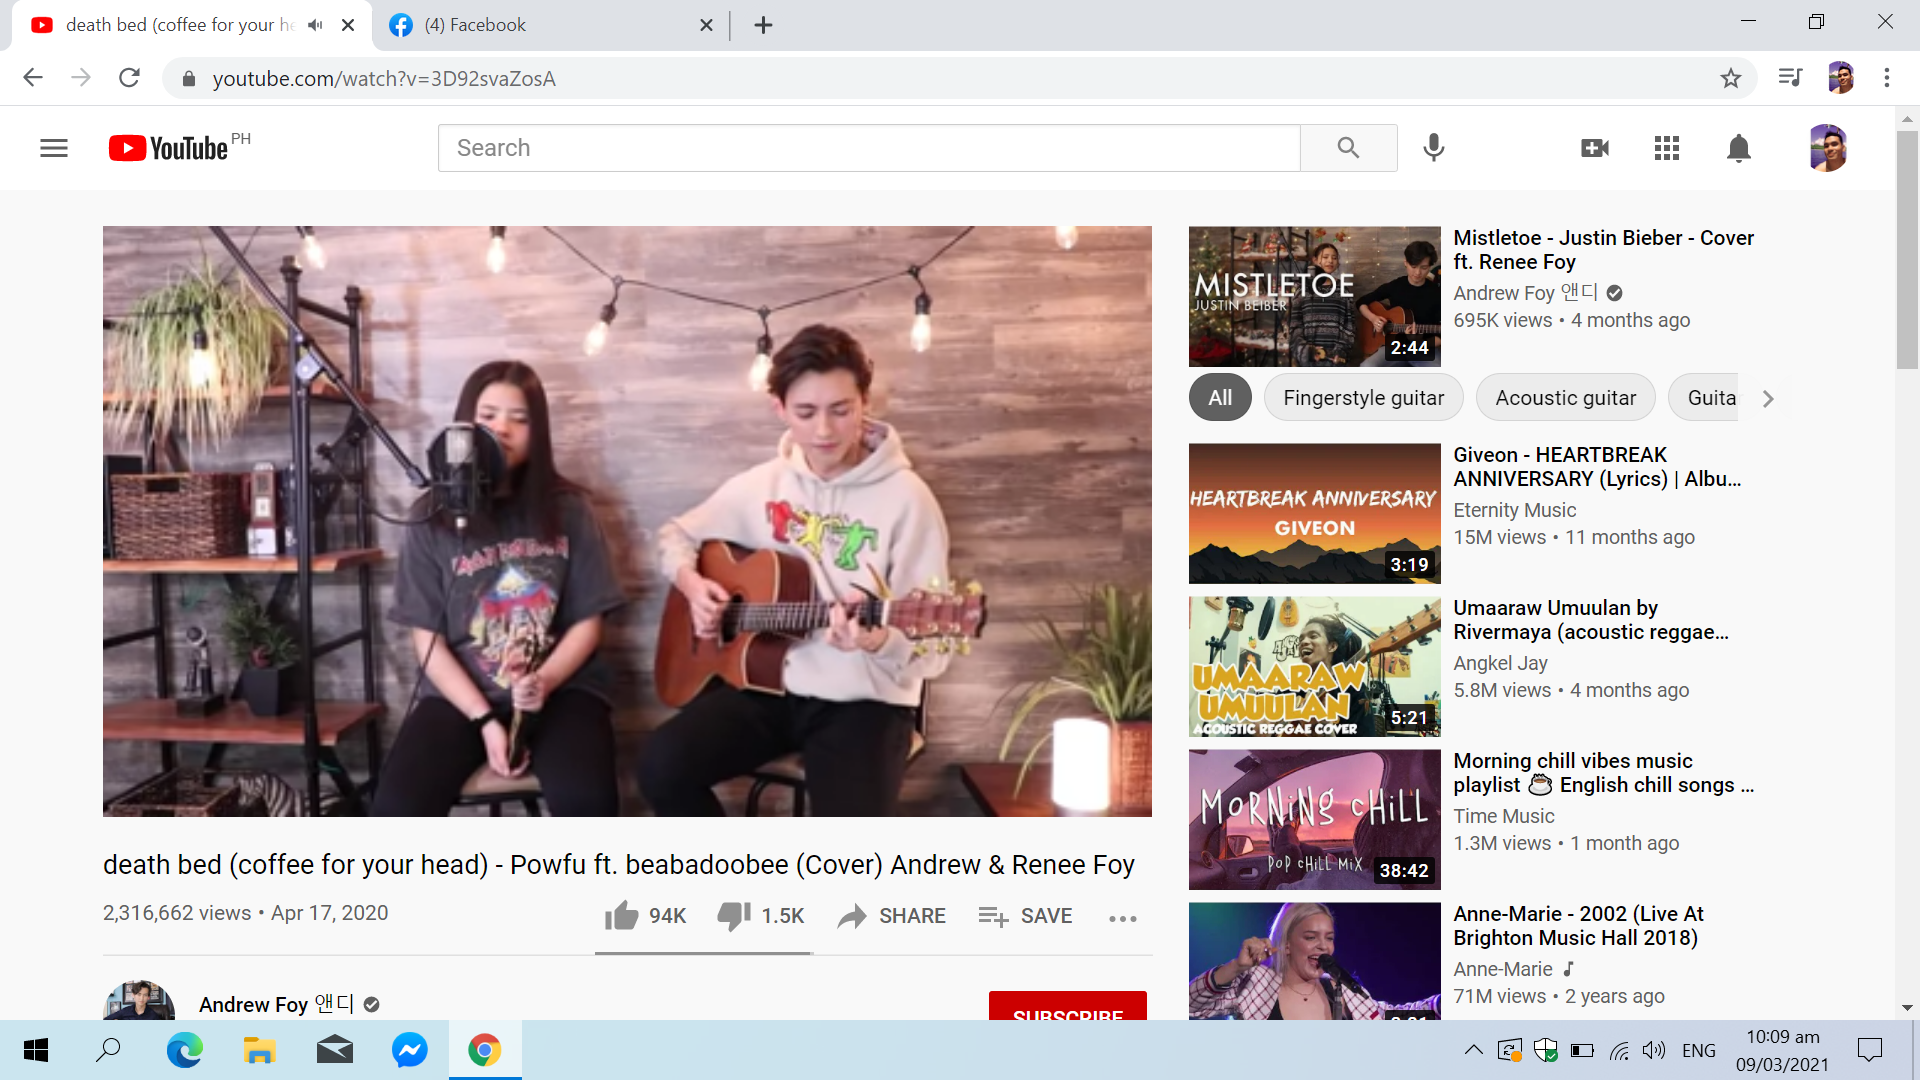 death bed (coffee for your he
(4) Facebook
youtube.com/watch?v=3D92svaZosA
YouTube PH
Search
death bed (coffee for your head) - Powfu ft. beabadoobee (Cover) Andrew & Renee Foy
2,316,662 views • Apr 17, 2020
94K
1.5K
SHARE
SAVE
Andrew Foy 앤디
SUBSCRIBE
MISTLETOE
JUSTIN BEIBER
2:44
Mistletoe - Justin Bieber - Cover
ft. Renee Foy
Andrew Foy 앤디
695K views • 4 months ago
All
Fingerstyle guitar
Acoustic guitar
Guita
HEARTBREAK ANNIVERSARY
GIVEON
3:19
Giveon - HEARTBREAK
ANNIVERSARY (Lyrics) | Albu...
Eternity Music
15M views • 11 months ago
UMAARAW
UMUULAN
ACOUSTIC REGGAE COVER
5:21
Umaaraw Umuulan by
Rivermaya (acoustic reggae...
Angkel Jay
5.8M views • 4 months ago
MORNiNG CHiLL
POP CHiLL MiX
38:42
Morning chill vibes music
playlist ☕ English chill songs ...
Time Music
1.3M views • 1 month ago
Anne-Marie - 2002 (Live At
Brighton Music Hall 2018)
Anne-Marie
71M views • 2 years ago
ENG
10:09 am
09/03/2021